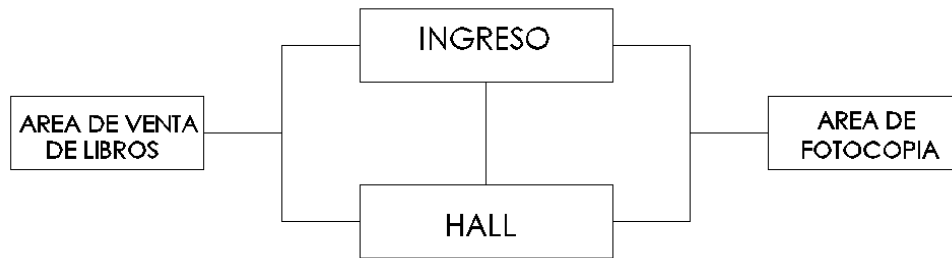 INGRESO
AREA DE VENTA
DE LIBROS
AREA DE
FOTOCOPIA
HALL